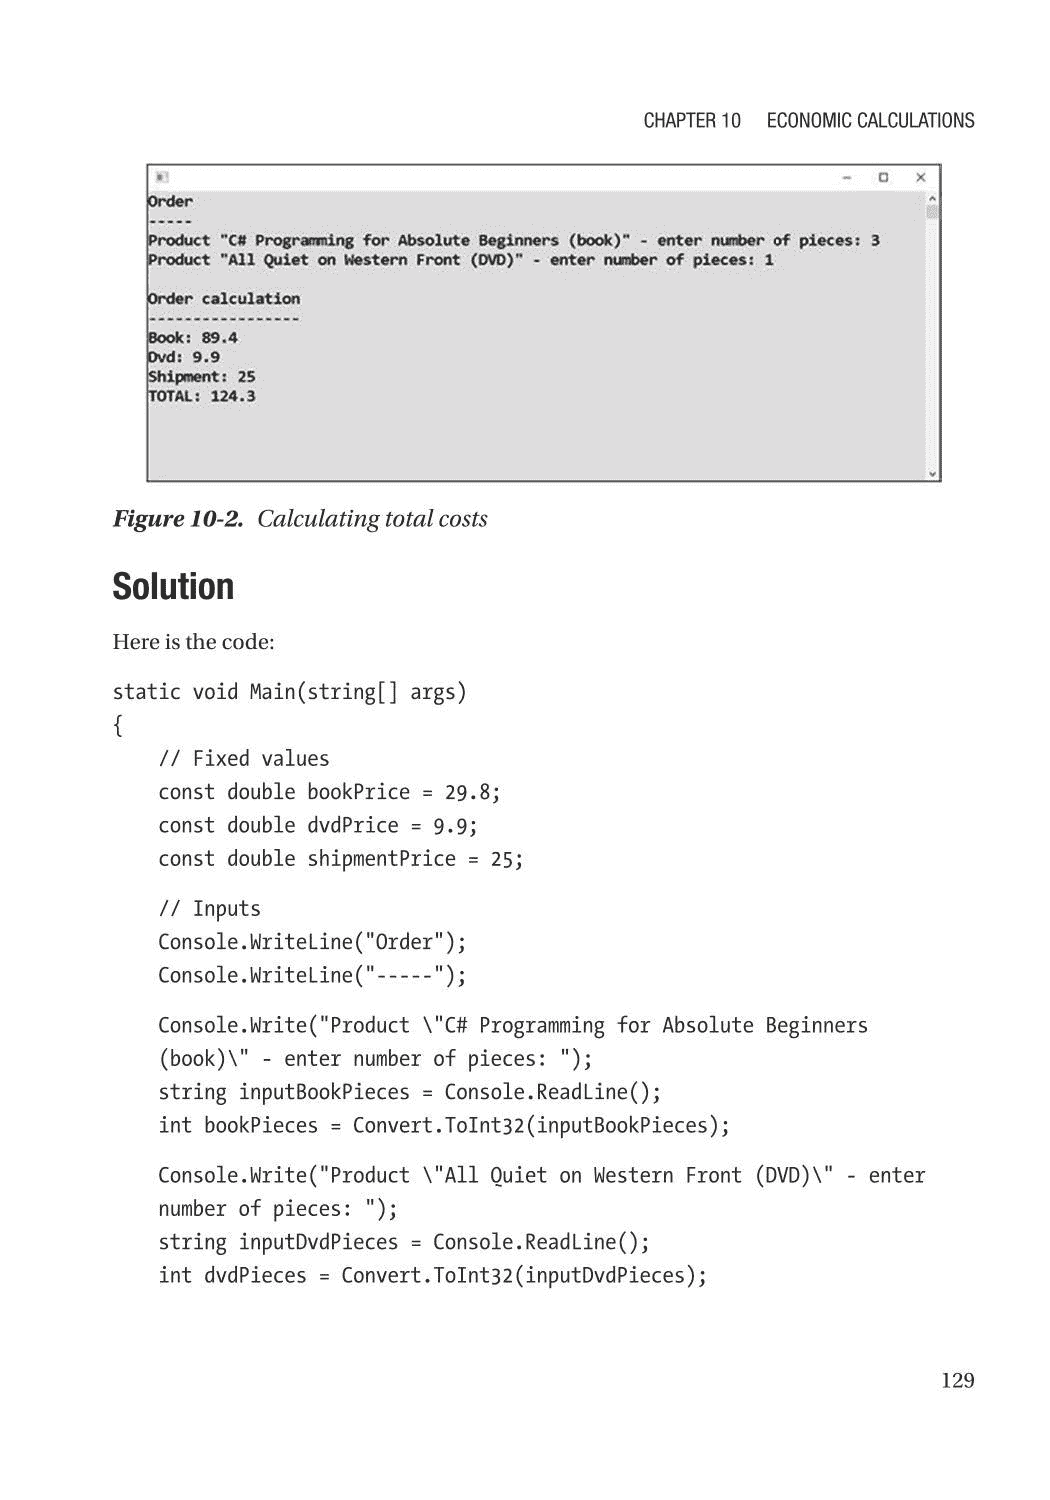 CHAPTER 10 ECONOMIC CALCULATIONS
Order
-----
Product "C# Programming for Absolute Beginners (book)" - enter number of pieces: 3
Product "All Quiet on Western Front (DVD)" - enter number of pieces: 1
Order calculation
-----------------
Book: 89.4
Dvd: 9.9
Shipment: 25
TOTAL: 124.3
Figure 10-2. Calculating total costs
Solution
Here is the code:
static void Main(string[] args)
{
// Fixed values
const double bookPrice = 29.8;
const double dvdPrice = 9.9;
const double shipmentPrice = 25;
// Inputs
Console.WriteLine("Order");
Console.WriteLine("-----");
Console.Write("Product \"C# Programming for Absolute Beginners
(book)\" - enter number of pieces: ");
string inputBookPieces = Console.ReadLine();
int bookPieces = Convert.ToInt32(inputBookPieces);
Console.Write("Product \"All Quiet on Western Front (DVD)\" - enter
number of pieces: ");
string inputDvdPieces = Console.ReadLine();
int dvdPieces = Convert.ToInt32(inputDvdPieces);
129